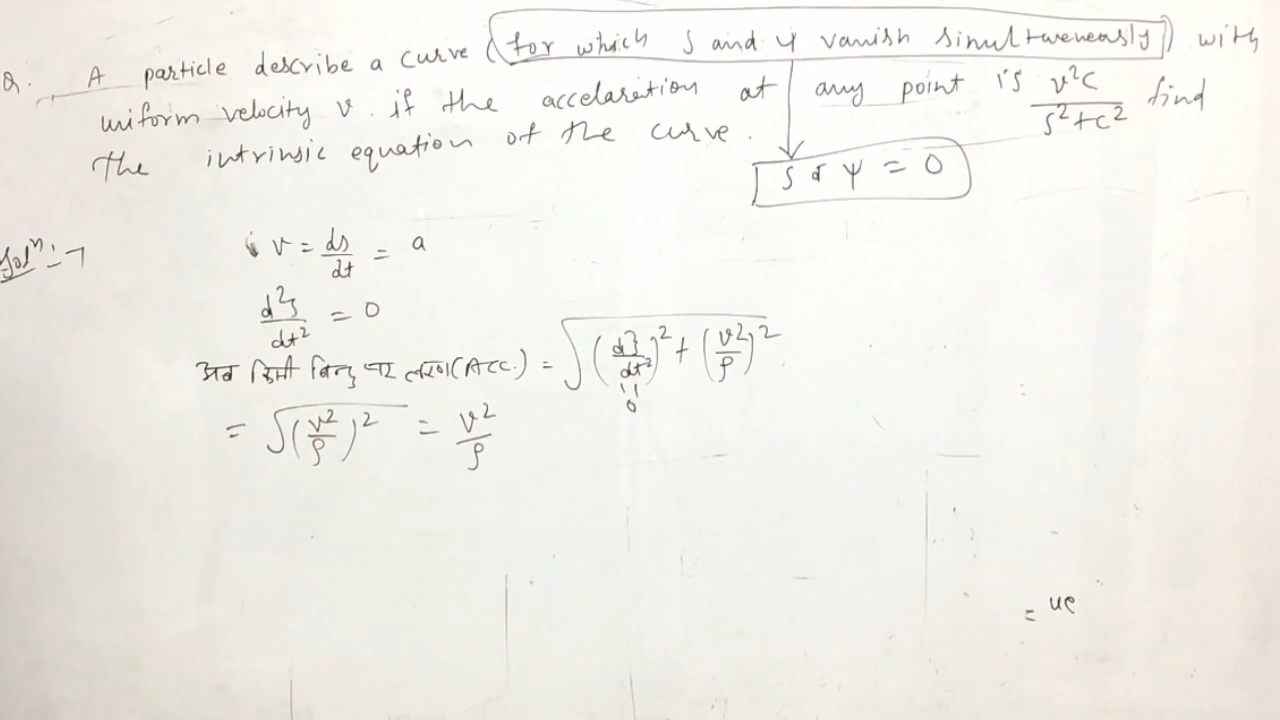 Q. A particle describe a curve (for which S and ψ vanish simultweneously) with
uniform velocity v. if the accelaration at any point is v²c/s²+c² find
the intrinsic equation of the curve.
S & ψ = 0
Solⁿ:→
v = ds/dt = a
d²s/dt² = 0
अब किसी बिन्दु पर त्वरण (Acc.) = √(d²s/dt²)² + (v²/ρ)²
0
= √(v²/ρ)² = v²/ρ